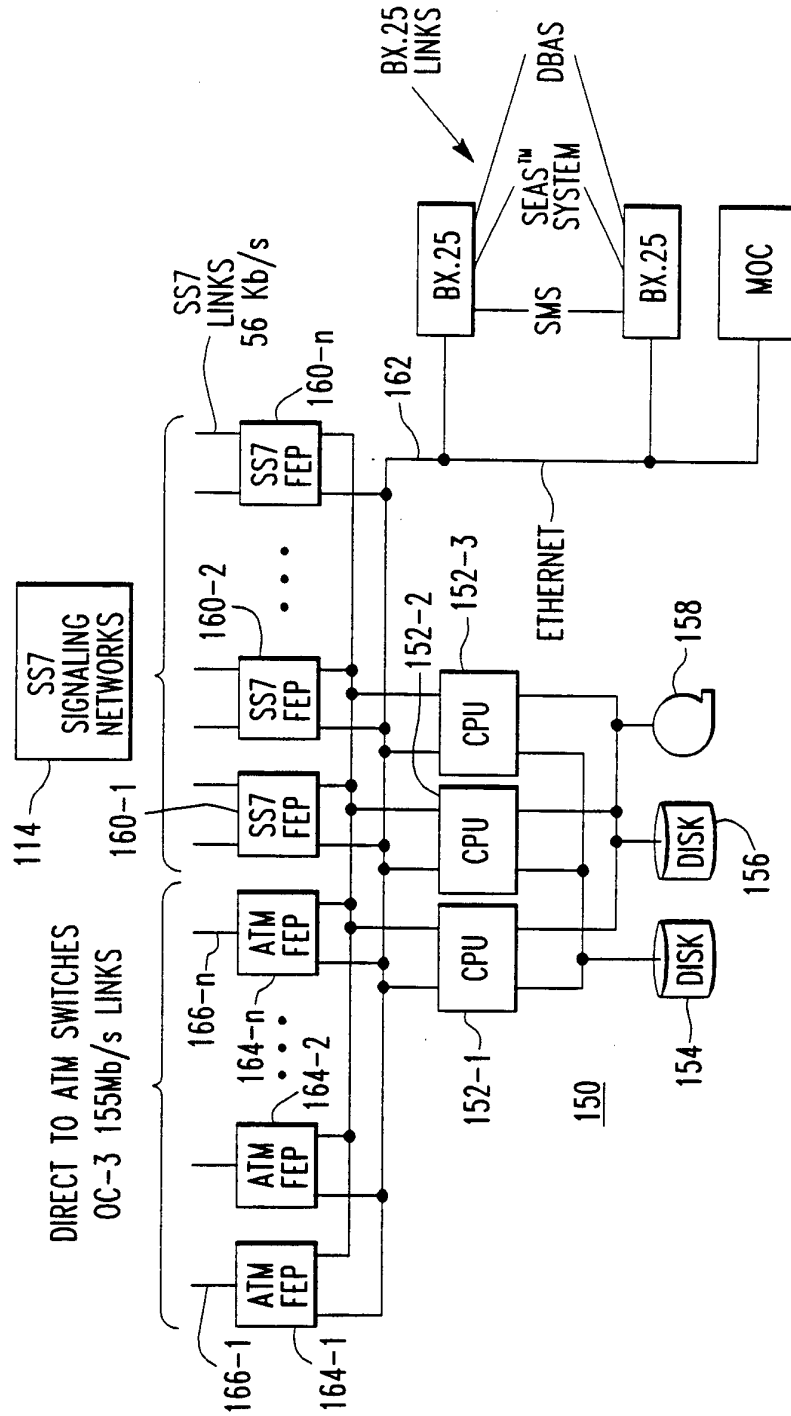 114
SS7
SIGNALING
NETWORKS
DIRECT TO ATM SWITCHES
OC-3 155Mb/s LINKS
SS7
LINKS
56 Kb/s
166-1
166-n
160-1
160-2
160-n
ATM
FEP
ATM
FEP
ATM
FEP
SS7
FEP
SS7
FEP
SS7
FEP
164-1
164-2
164-n
162
152-1
152-2
152-3
CPU
CPU
CPU
ETHERNET
BX.25
LINKS
BX.25
BX.25
SMS
SEAS™
SYSTEM
DBAS
MOC
150
154
DISK
156
DISK
158